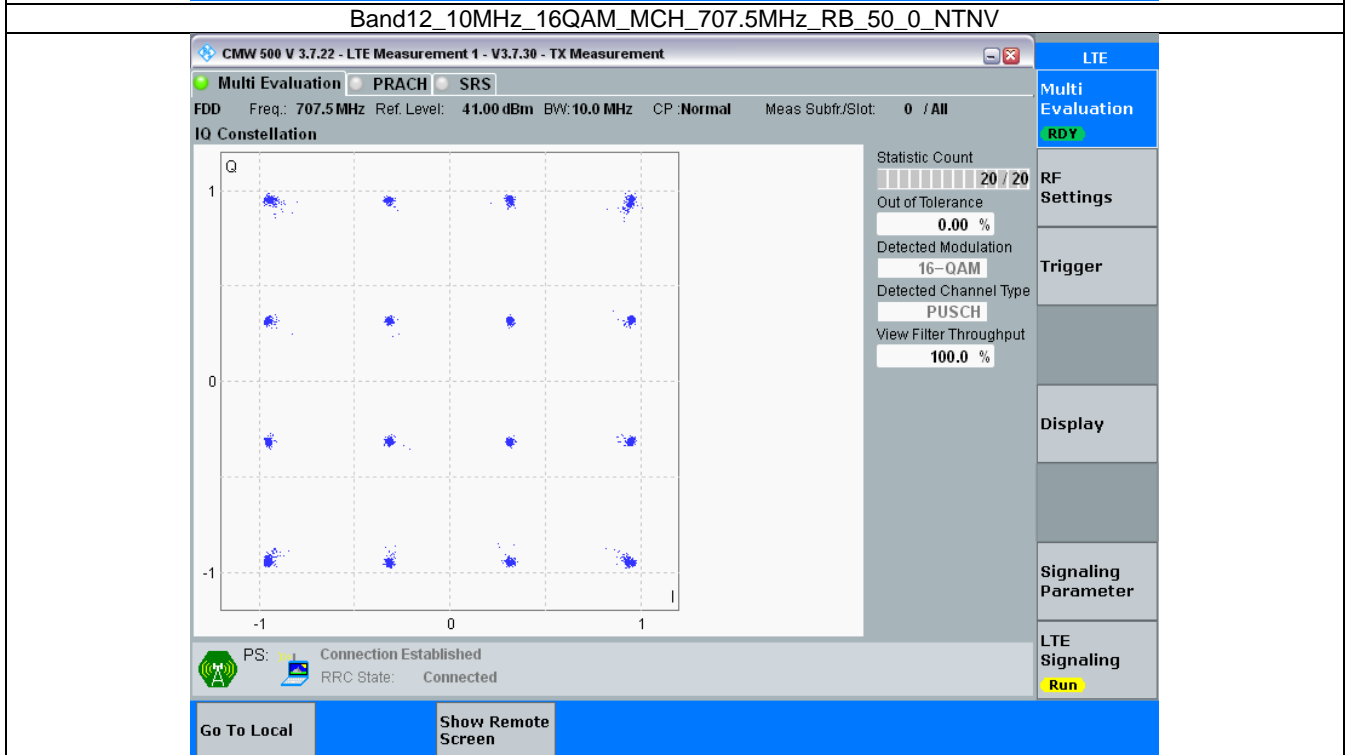 Band12_10MHz_16QAM_MCH_707.5MHz_RB_50_0_NTNV
CMW 500 V 3.7.22 - LTE Measurement 1 - V3.7.30 - TX Measurement
LTE
Multi Evaluation PRACH SRS
Multi
Evaluation
RDY
FDD Freq.: 707.5 MHz Ref. Level: 41.00 dBm BW: 10.0 MHz CP :Normal Meas Subfr./Slot: 0 / All
IQ Constellation
Q
1
0
-1
I
-1 0 1
Statistic Count
20 / 20
Out of Tolerance
0.00 %
Detected Modulation
16-QAM
Detected Channel Type
PUSCH
View Filter Throughput
100.0 %
RF
Settings
Trigger
Display
Signaling
Parameter
LTE
Signaling
Run
PS: Connection Established
RRC State: Connected
Go To Local
Show Remote
Screen